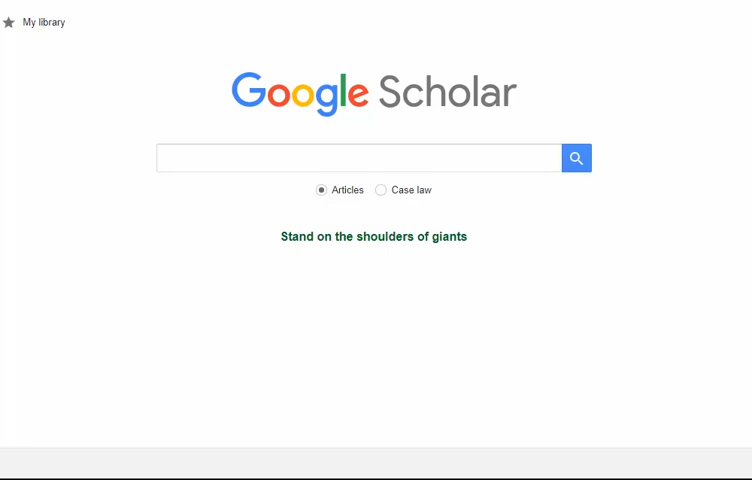 My library
Google Scholar
Articles Case law
Stand on the shoulders of giants